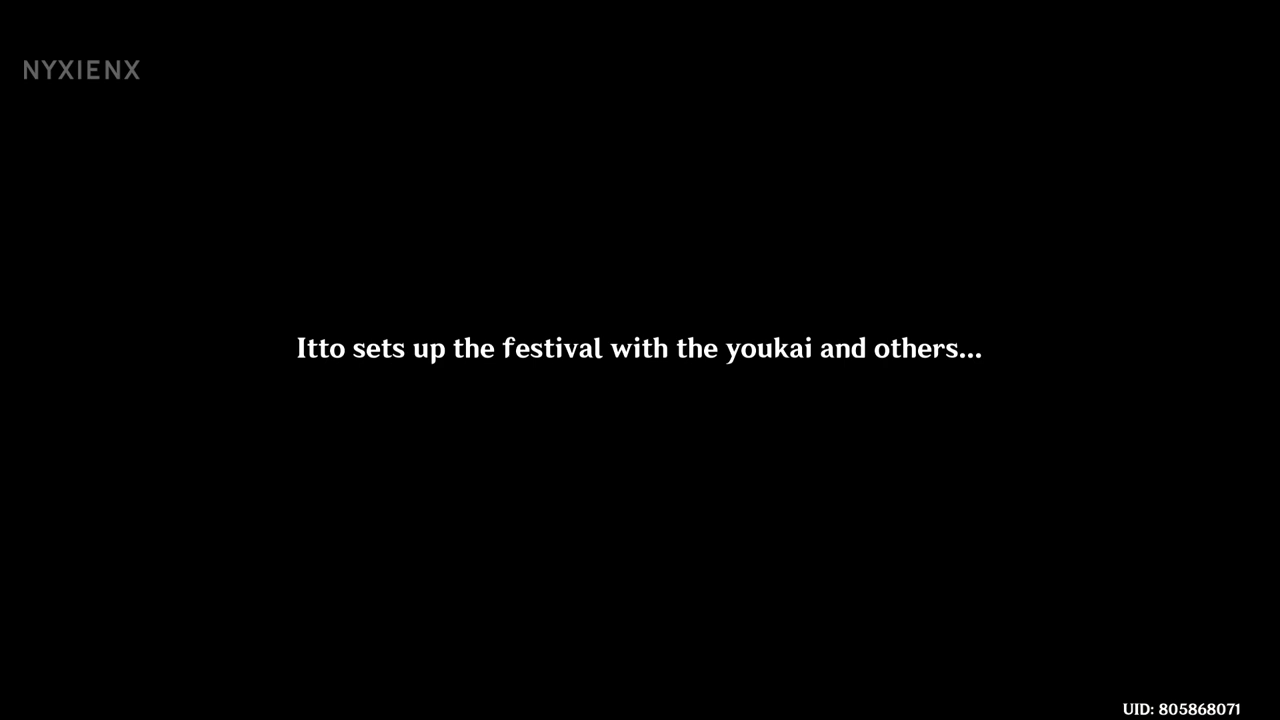 NYXIENX
Itto sets up the festival with the youkai and others...
UID: 805868071